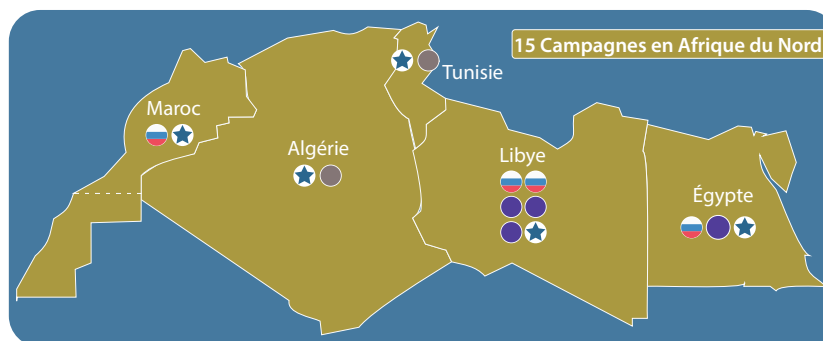 15 Campagnes en Afrique du Nord
Tunisie
Maroc
Algérie
Libye
Égypte